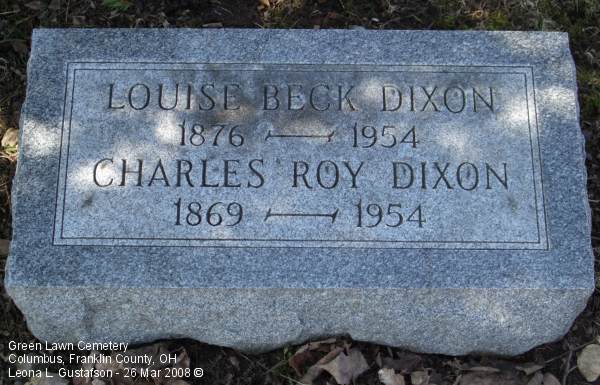 LOUISE BECK DIXON
1876 — 1954
CHARLES ROY DIXON
1869 — 1954
Green Lawn Cemetery
Columbus, Franklin County, OH
Leona L. Gustafson - 26 Mar 2008 ©